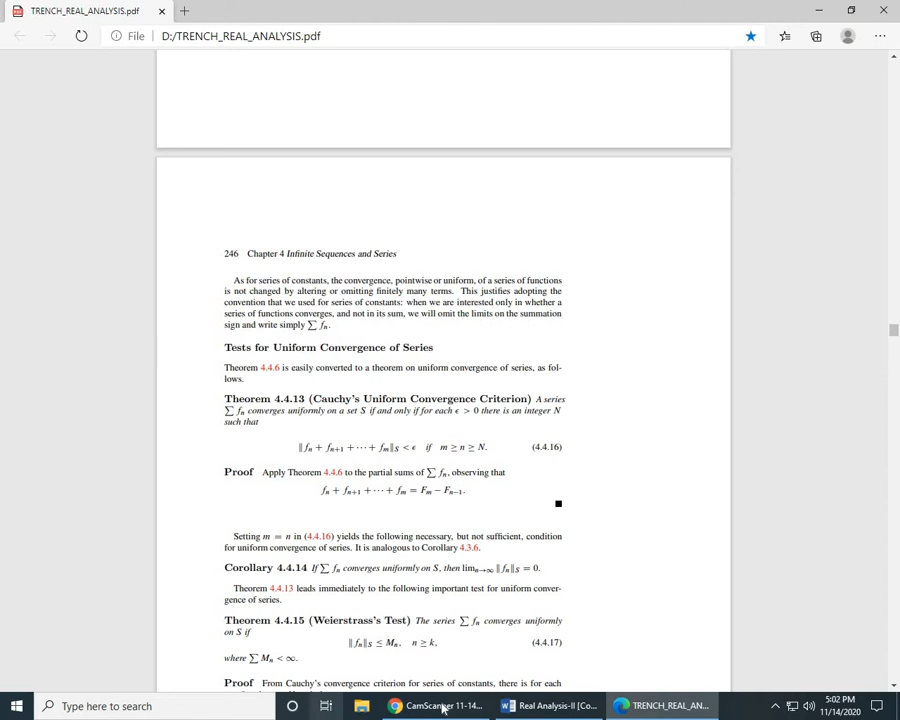 TRENCH_REAL_ANALYSIS.pdf
File D:/TRENCH_REAL_ANALYSIS.pdf
246 Chapter 4 Infinite Sequences and Series
As for series of constants, the convergence, pointwise or uniform, of a series of functions
is not changed by altering or omitting finitely many terms. This justifies adopting the
convention that we used for series of constants: when we are interested only in whether a
series of functions converges, and not in its sum, we will omit the limits on the summation
sign and write simply ∑ fₙ.
Tests for Uniform Convergence of Series
Theorem 4.4.6 is easily converted to a theorem on uniform convergence of series, as fol-
lows.
Theorem 4.4.13 (Cauchy's Uniform Convergence Criterion) A series
∑ fₙ converges uniformly on a set S if and only if for each ϵ > 0 there is an integer N
such that
‖fₙ + fₙ₊₁ + ⋯ + fₘ‖S < ϵ if m ≥ n ≥ N. (4.4.16)
Proof Apply Theorem 4.4.6 to the partial sums of ∑ fₙ, observing that
fₙ + fₙ₊₁ + ⋯ + fₘ = Fₘ − Fₙ₋₁.
Setting m = n in (4.4.16) yields the following necessary, but not sufficient, condition
for uniform convergence of series. It is analogous to Corollary 4.3.6.
Corollary 4.4.14 If ∑ fₙ converges uniformly on S, then limₙ→∞ ‖fₙ‖S = 0.
Theorem 4.4.13 leads immediately to the following important test for uniform conver-
gence of series.
Theorem 4.4.15 (Weierstrass's Test) The series ∑ fₙ converges uniformly
on S if
‖fₙ‖S ≤ Mₙ, n ≥ k, (4.4.17)
where ∑ Mₙ < ∞.
Proof From Cauchy's convergence criterion for series of constants, there is for each
Type here to search
CamScanner 11-14...
Real Analysis-II [Co...
TRENCH_REAL_AN...
5:02 PM
11/14/2020